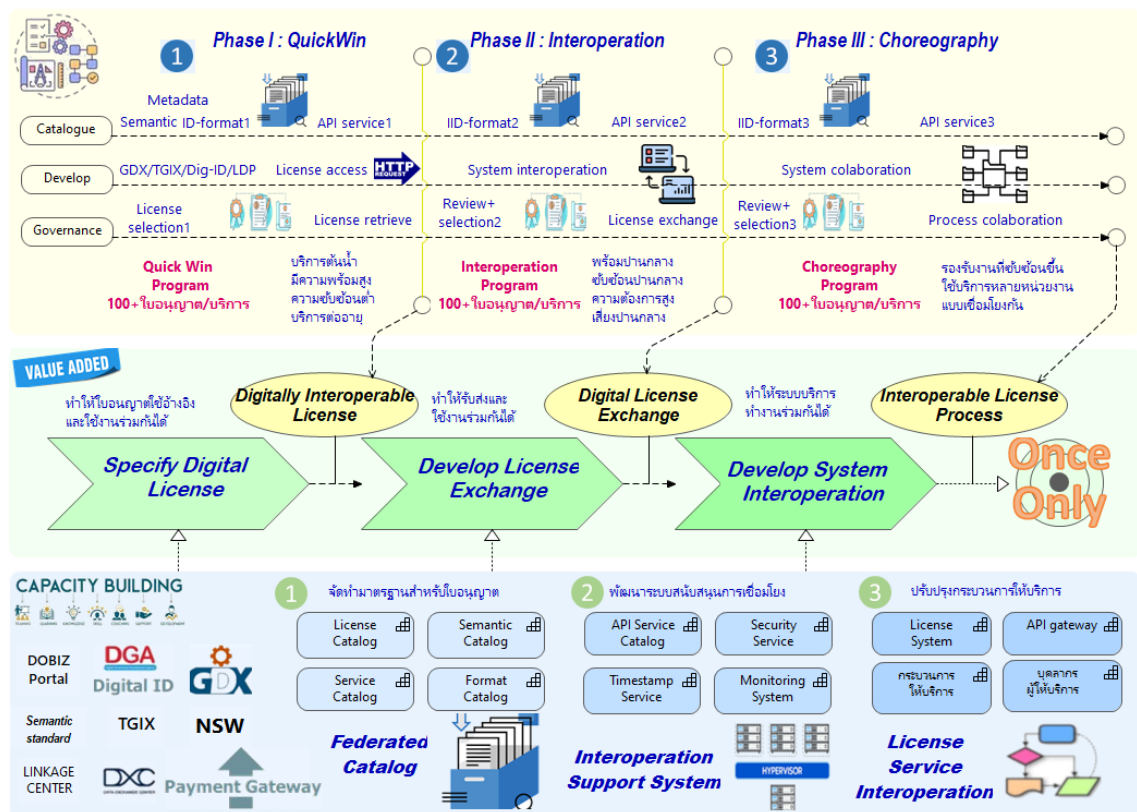 1
Phase I : QuickWin
2
Phase II : Interoperation
3
Phase III : Choreography
Metadata
Catalogue
Semantic ID-format1
API service1
IID-format2
API service2
IID-format3
API service3
Develop
GDX/TGIX/Dig-ID/LDP
License access
HTTP
REQUEST
System interoperation
System colaboration
Governance
License
selection1
License retrieve
Review+
selection2
License exchange
Review+
selection3
Process colaboration
Quick Win
Program
100+ใบอนุญาต/บริการ
บริการต้นน้ำ
มีความพร้อมสูง
ความซับซ้อนต่ำ
บริการต่ออายุ
Interoperation
Program
100+ใบอนุญาต/บริการ
พร้อมปานกลาง
ซับซ้อนปานกลาง
ความต้องการสูง
เสี่ยงปานกลาง
Choreography
Program
100+ใบอนุญาต/บริการ
รองรับงานที่ซับซ้อนขึ้น
ใช้บริการหลายหน่วยงาน
แบบเชื่อมโยงกัน
VALUE ADDED
ทำให้ใบอนุญาตใช้อ้างอิง
และใช้งานร่วมกันได้
Digitally Interoperable
License
ทำให้รับส่งและ
ใช้งานร่วมกันได้
Digital License
Exchange
ทำให้ระบบบริการ
ทำงานร่วมกันได้
Interoperable License
Process
Specify Digital
License
Develop License
Exchange
Develop System
Interoperation
Once
Only
CAPACITY BUILDING
DOBIZ
Portal
DGA
Digital ID
GDX
Semantic
standard
TGIX
NSW
LINKAGE
CENTER
DXC
DATA EXCHANGE CENTER
Payment Gateway
1
จัดทำมาตรฐานสำหรับใบอนุญาต
License
Catalog
Semantic
Catalog
Service
Catalog
Format
Catalog
Federated
Catalog
2
พัฒนาระบบสนับสนุนการเชื่อมโยง
API Service
Catalog
Security
Service
Timestamp
Service
Monitoring
System
Interoperation
Support System
HYPERVISOR
3
ปรับปรุงกระบวนการให้บริการ
License
System
API gateway
กระบวนการ
ให้บริการ
บุคลากร
ผู้ให้บริการ
License
Service
Interoperation